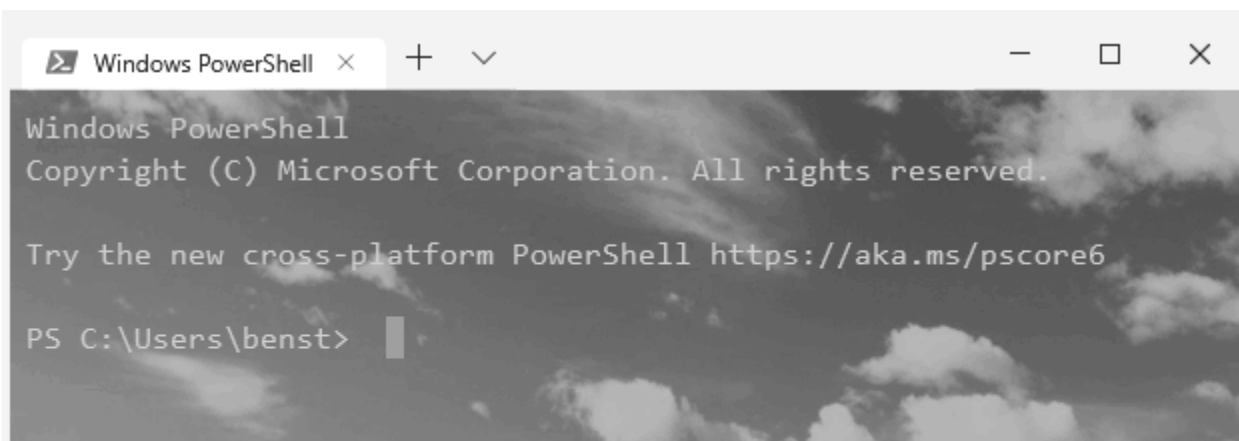 Windows PowerShell
Windows PowerShell
Copyright (C) Microsoft Corporation. All rights reserved.
Try the new cross-platform PowerShell https://aka.ms/pscore6
PS C:\Users\benst>